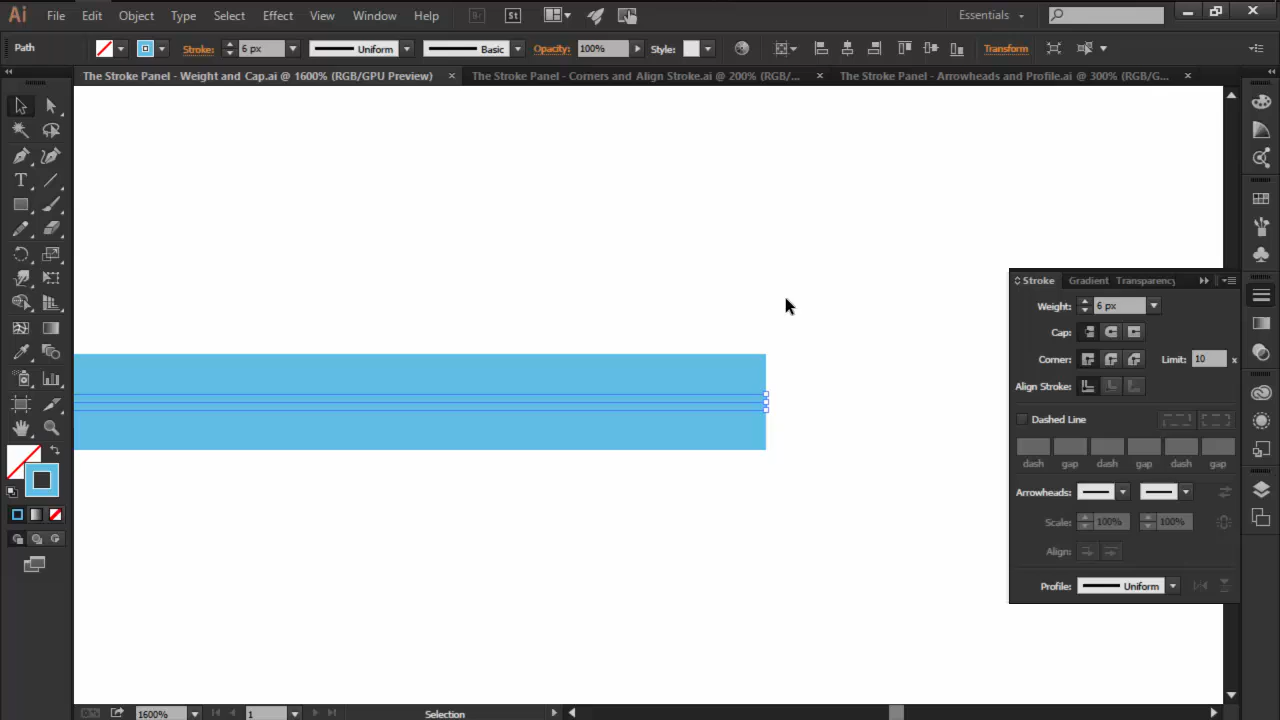 Ai File Edit Object Type Select Effect View Window Help Br St Essentials
Path Stroke: 6 px Uniform Basic Opacity: 100% Style: Transform
The Stroke Panel - Weight and Cap.ai @ 1600% (RGB/GPU Preview) The Stroke Panel - Corners and Align Stroke.ai @ 200% (RGB/... The Stroke Panel - Arrowheads and Profile.ai @ 300% (RGB/G...
Stroke Gradient Transparency
Weight: 6 px
Cap:
Corner: Limit: 10 x
Align Stroke:
Dashed Line
dash gap dash gap dash gap
Arrowheads:
Scale: 100% 100%
Align:
Profile: Uniform
1600% 1 Selection